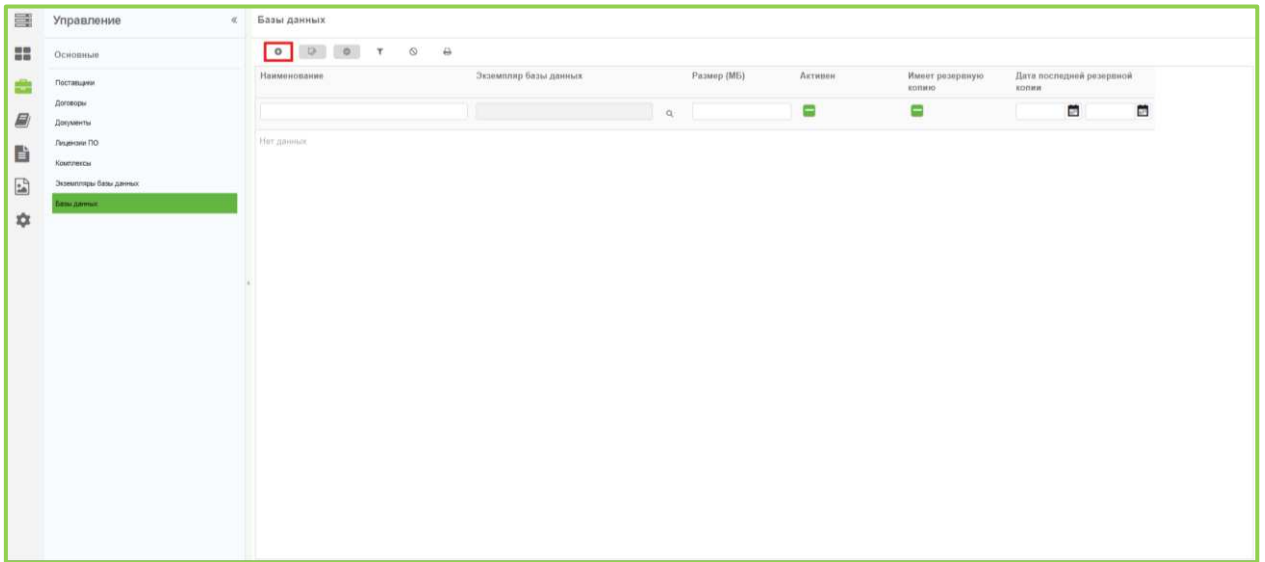 Управление «
Базы данных
Основные
Поставщики
Договоры
Документы
Лицензии ПО
Комплексы
Экземпляры базы данных
Базы данных
Наименование
Экземпляр базы данных
Размер (МБ)
Активен
Имеет резервную
копию
Дата последней резервной
копии
Нет данных